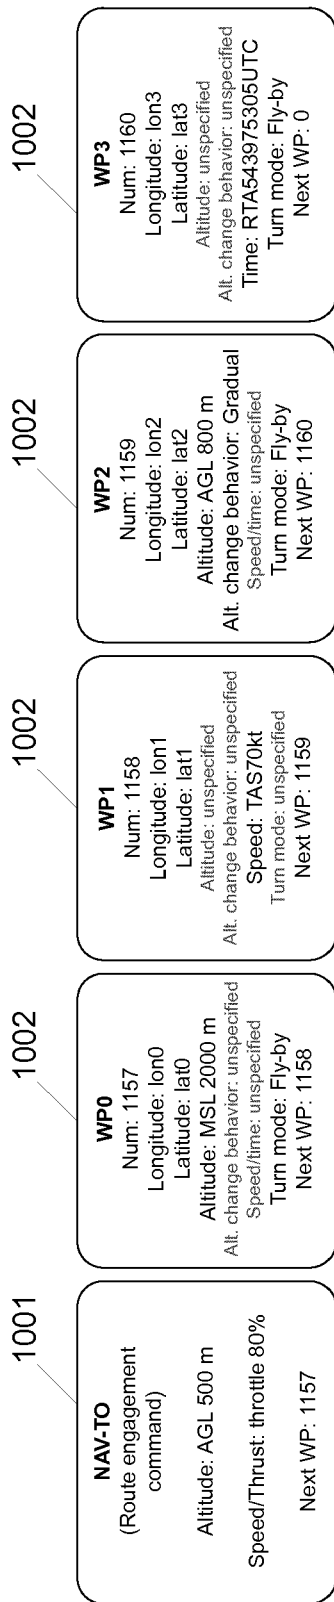 1001
NAV-TO
(Route engagement
command)
Altitude: AGL 500 m
Speed/Thrust: throttle 80%
Next WP: 1157
1002
WP0
Num: 1157
Longitude: lon0
Latitude: lat0
Altitude: MSL 2000 m
Alt. change behavior: unspecified
Speed/time: unspecified
Turn mode: Fly-by
Next WP: 1158
1002
WP1
Num: 1158
Longitude: lon1
Latitude: lat1
Altitude: unspecified
Alt. change behavior: unspecified
Speed: TAS70kt
Turn mode: unspecified
Next WP: 1159
1002
WP2
Num: 1159
Longitude: lon2
Latitude: lat2
Altitude: AGL 800 m
Alt. change behavior: Gradual
Speed/time: unspecified
Turn mode: Fly-by
Next WP: 1160
1002
WP3
Num: 1160
Longitude: lon3
Latitude: lat3
Altitude: unspecified
Alt. change behavior: unspecified
Time: RTA543975305UTC
Turn mode: Fly-by
Next WP: 0